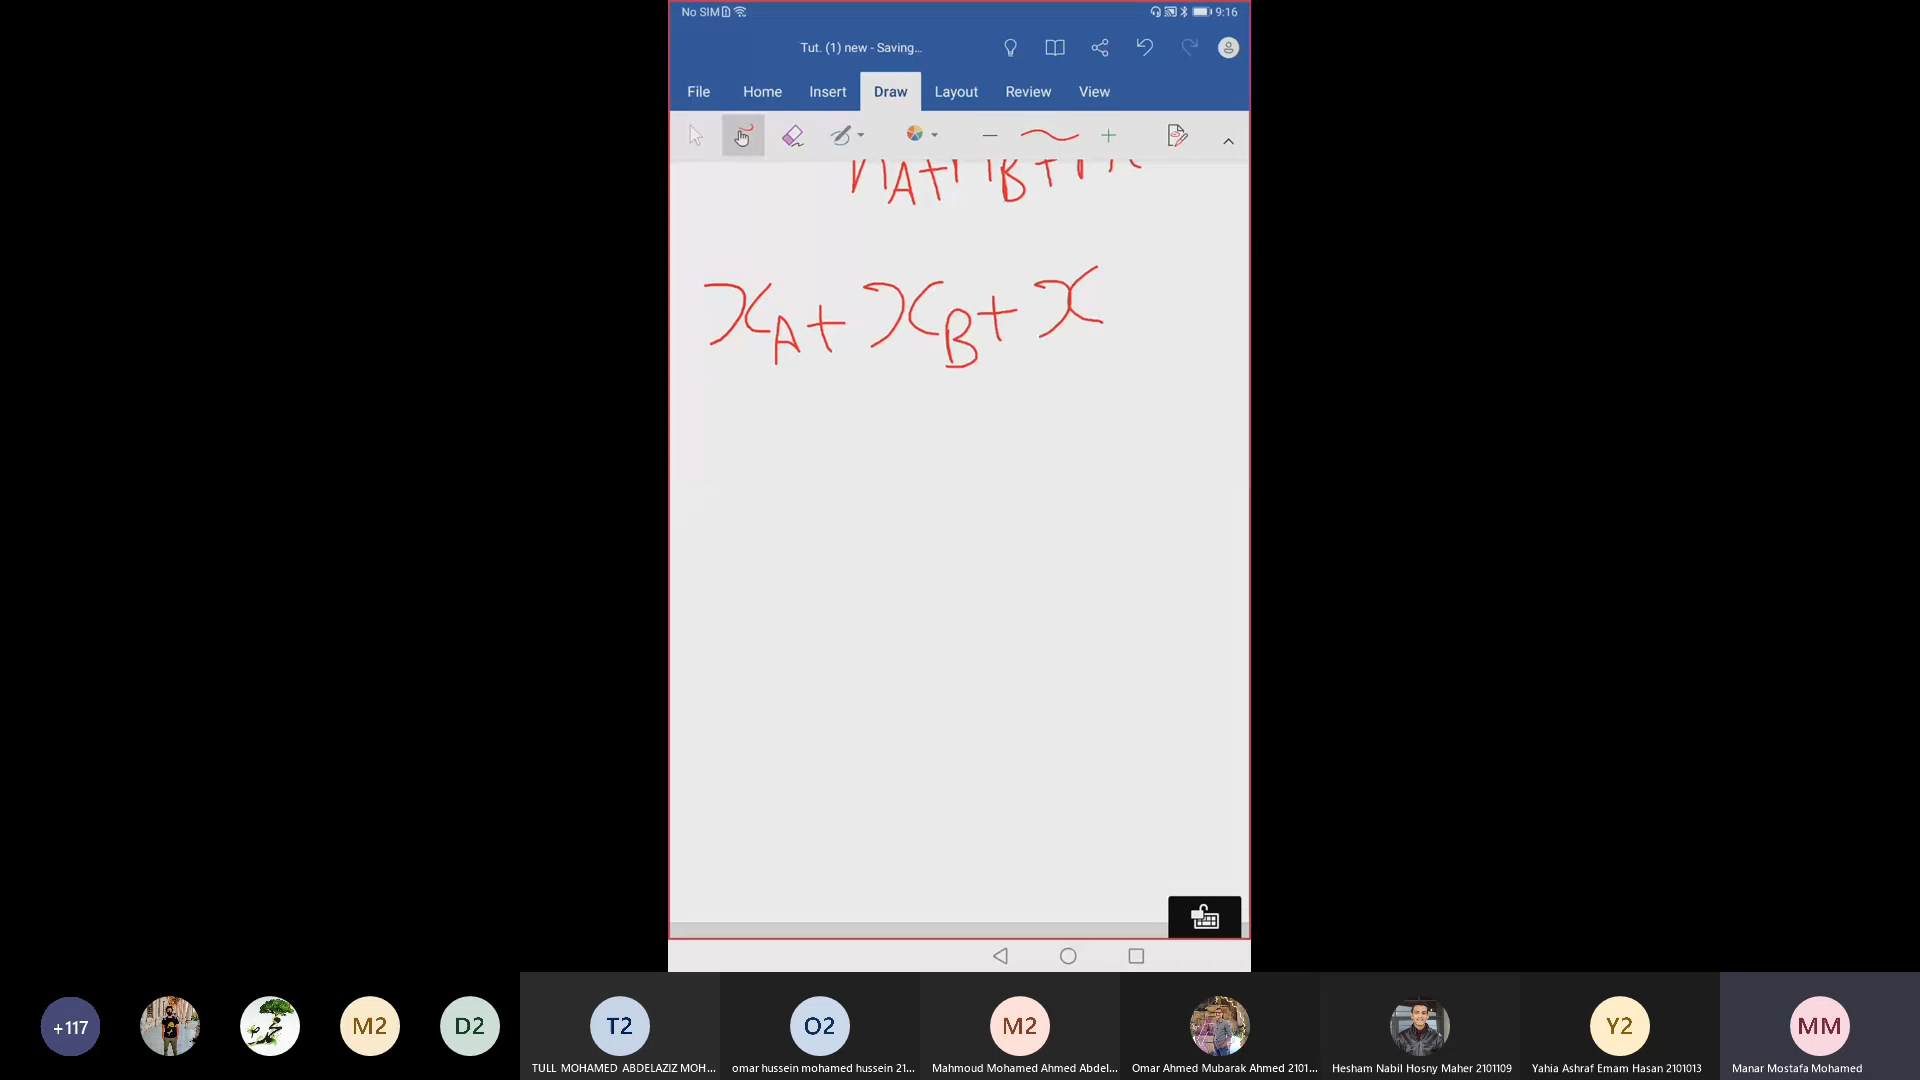 No SIM 9:16
Tut. (1) new - Saving...
File Home Insert Draw Layout Review View
A+ B+
xA+ xB+ x
+117 M2 D2 T2 O2 M2 Y2 MM
TULL MOHAMED ABDELAZIZ MOH... omar hussein mohamed hussein 21... Mahmoud Mohamed Ahmed Abdel... Omar Ahmed Mubarak Ahmed 2101... Hesham Nabil Hosny Maher 2101109 Yahia Ashraf Emam Hasan 2101013 Manar Mostafa Mohamed